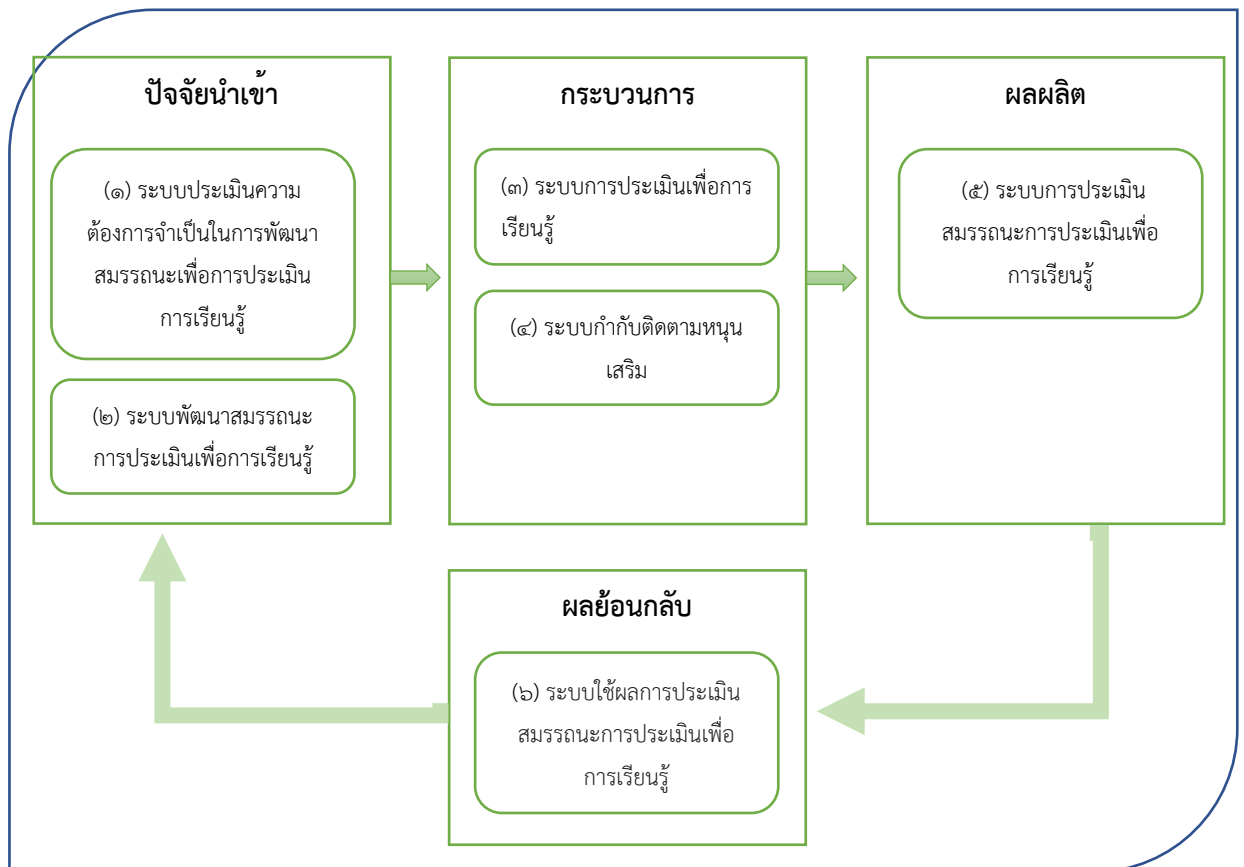 ปัจจัยนำเข้า
(๑) ระบบประเมินความ
ต้องการจำเป็นในการพัฒนา
สมรรถนะเพื่อการประเมิน
การเรียนรู้
(๒) ระบบพัฒนาสมรรถนะ
การประเมินเพื่อการเรียนรู้
กระบวนการ
(๓) ระบบการประเมินเพื่อการ
เรียนรู้
(๔) ระบบกำกับติดตามหนุน
เสริม
ผลผลิต
(๕) ระบบการประเมิน
สมรรถนะการประเมินเพื่อ
การเรียนรู้
ผลย้อนกลับ
(๖) ระบบใช้ผลการประเมิน
สมรรถนะการประเมินเพื่อ
การเรียนรู้